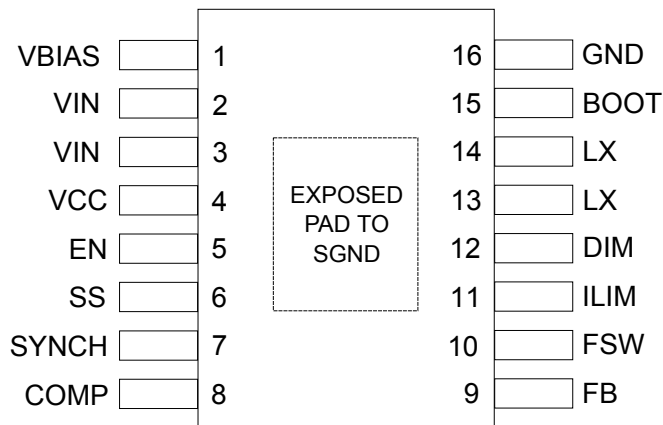 VBIAS 1 16 GND
VIN 2 15 BOOT
VIN 3 14 LX
VCC 4 13 LX
EN 5 12 DIM
SS 6 11 ILIM
SYNCH 7 10 FSW
COMP 8 9 FB
EXPOSED
PAD TO
SGND